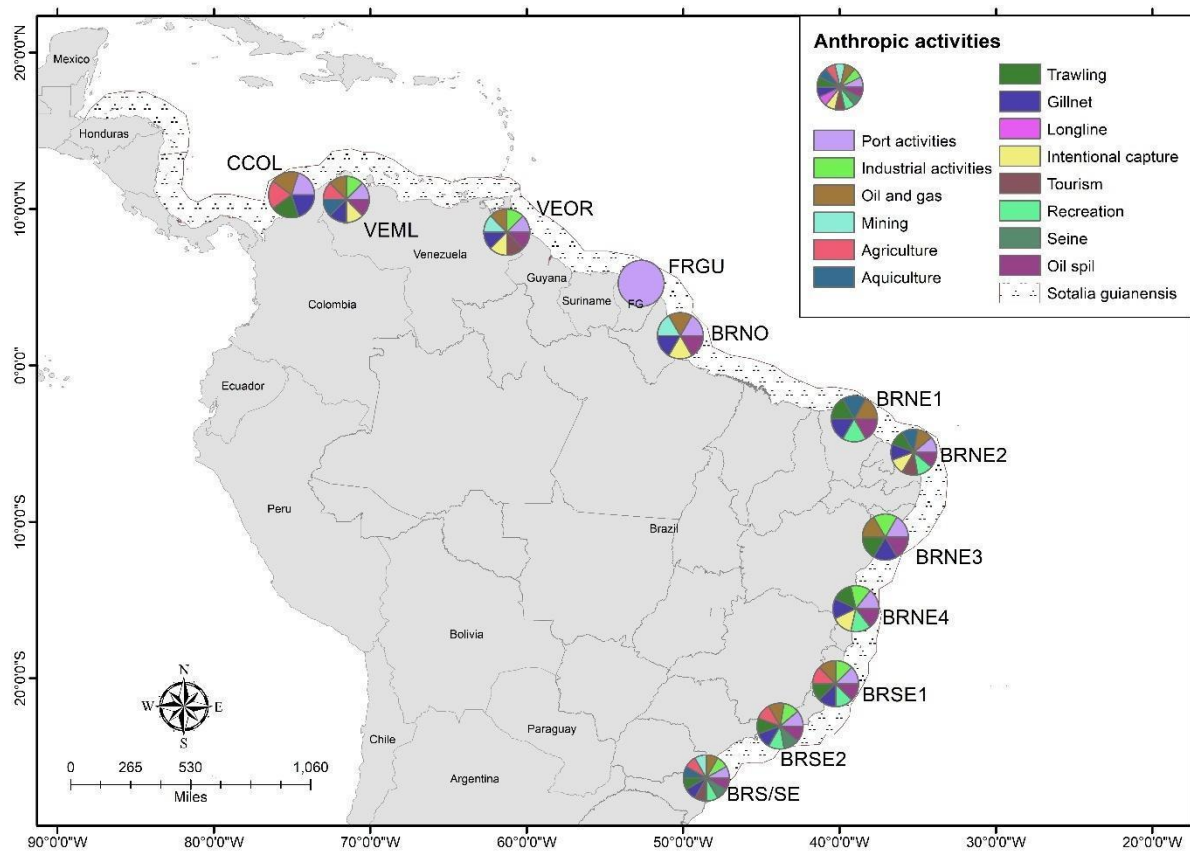 Anthropic activities
Port activities
Industrial activities
Oil and gas
Mining
Agriculture
Aquiculture
Trawling
Gillnet
Longline
Intentional capture
Tourism
Recreation
Seine
Oil spil
Sotalia guianensis
20°0'0"N
10°0'0"N
0°0'0"
10°0'0"S
20°0'0"S
Mexico
Honduras
CCOL
VEML
VEOR
Venezuela
Guyana
Suriname
FRGU
FG
Colombia
BRNO
Ecuador
BRNE1
BRNE2
Peru
Brazil
BRNE3
BRNE4
Bolivia
BRSE1
Paraguay
BRSE2
Chile
Argentina
BRS/SE
N
W
E
S
0 265 530 1,060
Miles
90°0'0"W 80°0'0"W 70°0'0"W 60°0'0"W 50°0'0"W 40°0'0"W 30°0'0"W 20°0'0"W